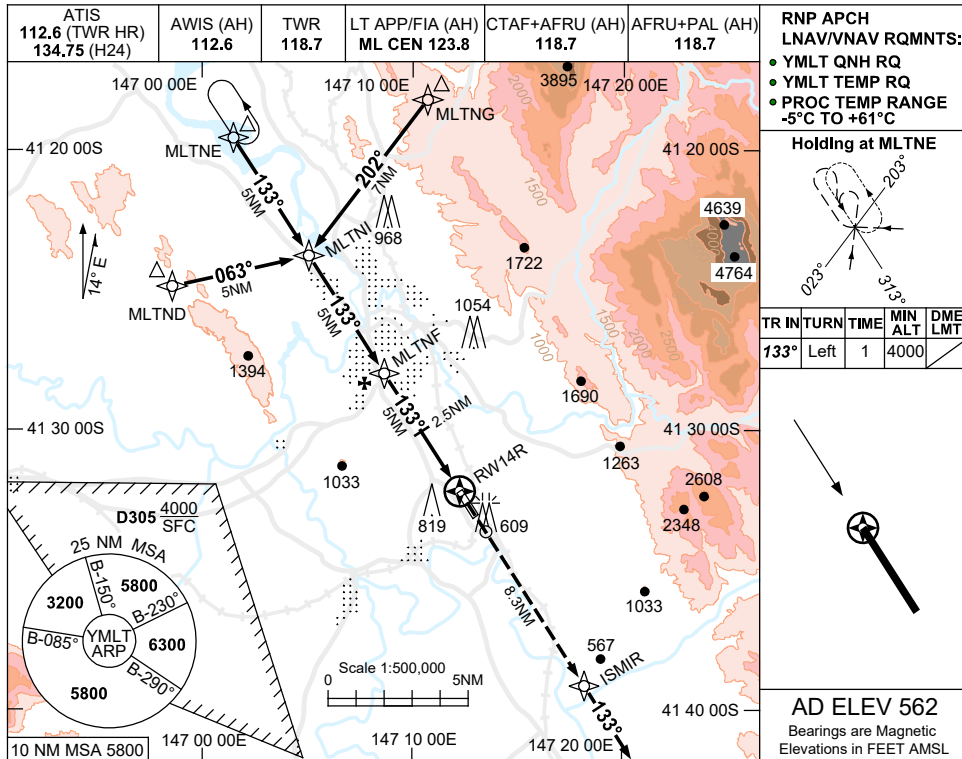 ATIS
112.6 (TWR HR)
134.75 (H24)
AWIS (AH)
112.6
TWR
118.7
LT APP/FIA (AH)
ML CEN 123.8
CTAF+AFRU (AH)
118.7
AFRU+PAL (AH)
118.7
RNP APCH
LNAV/VNAV RQMNTS:
YMLT QNH RQ
YMLT TEMP RQ
PROC TEMP RANGE
-5°C TO +61°C
147 00 00E
147 10 00E
147 20 00E
3895
2000
MLTNG
MLTNE
41 20 00S
41 20 00S
Holding at MLTNE
203°
023°
313°
133°
5NM
202°
7NM
1500
4639
4764
968
MLTNI
1722
14° E
063°
5NM
MLTND
133°
5NM
1054
1000
1500
2000
2500
TR IN
TURN
TIME
MIN
ALT
DME
LMT
133°
Left
1
4000
1394
MLTNF
1690
133°
5NM
2.5NM
41 30 00S
41 30 00S
1263
1033
RW14R
2608
2348
819
609
D305
4000
SFC
25 NM MSA
B-150°
5800
B-230°
3200
B-085°
YMLT
ARP
6300
B-290°
5800
8.3NM
1033
567
ISMIR
Scale 1:500,000
0
5NM
133°
41 40 00S
10 NM MSA 5800
147 00 00E
147 10 00E
147 20 00E
AD ELEV 562
Bearings are Magnetic
Elevations in FEET AMSL